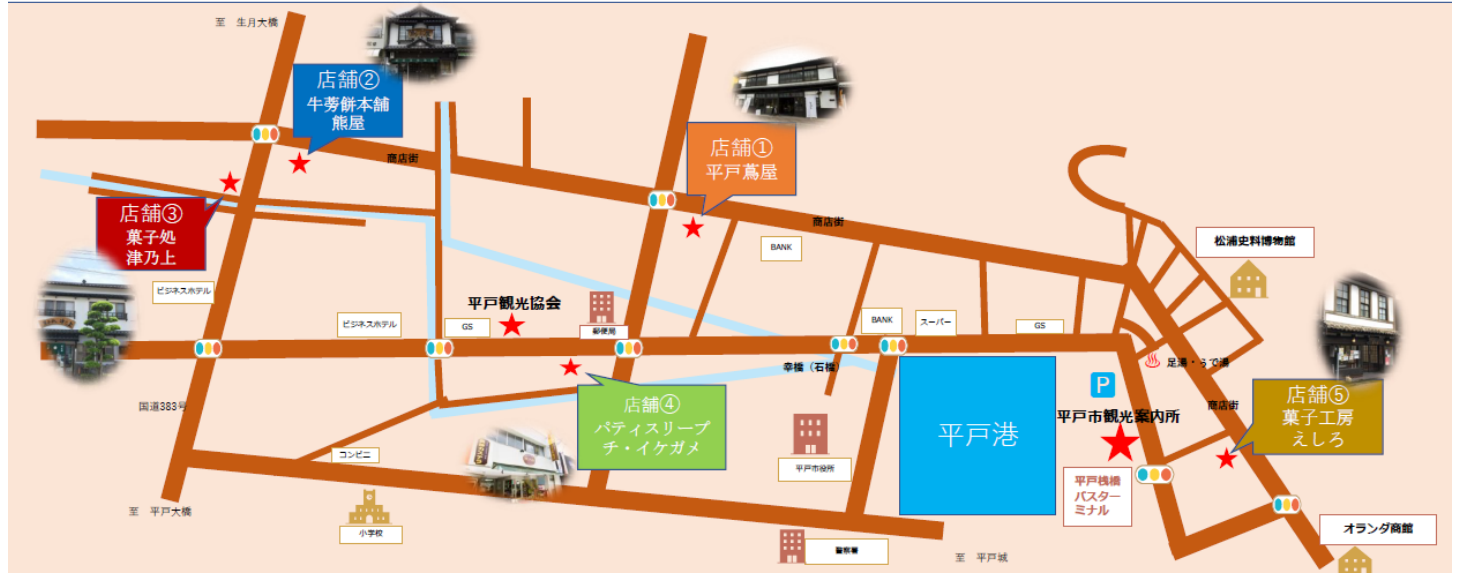 至 生月大橋
店舗②
牛蒡餅本舗
熊屋
商店街
店舗①
平戸蔦屋
店舗③
菓子処
津乃上
商店街
BANK
松浦史料博物館
ビジネスホテル
平戸観光協会
ビジネスホテル
GS
郵便局
BANK
スーパー
GS
幸橋（石橋）
足湯・うで湯
P
国道383号
店舗④
パティスリープ
チ・イケガメ
平戸港
平戸市観光案内所
商店街
店舗⑤
菓子工房
えしろ
コンビニ
平戸市役所
平戸桟橋
バスター
ミナル
至 平戸大橋
小学校
警察署
至 平戸城
オランダ商館